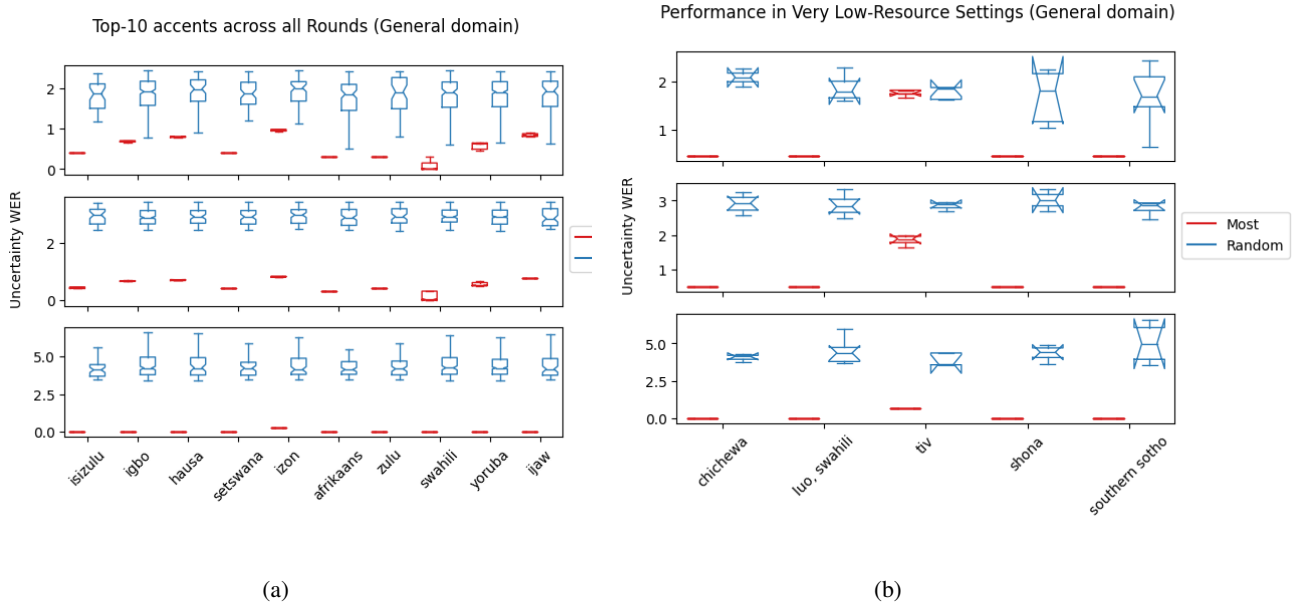 Top-10 accents across all Rounds (General domain)
Uncertainty WER
2
1
0
2
0
5.0
2.5
0.0
isizulu
igbo
hausa
setswana
izon
afrikaans
zulu
swahili
yoruba
ijaw
(a)
Performance in Very Low-Resource Settings (General domain)
Uncertainty WER
2
1
3
2
1
5.0
2.5
0.0
chichewa
luo, swahili
tiv
shona
southern sotho
Most
Random
(b)